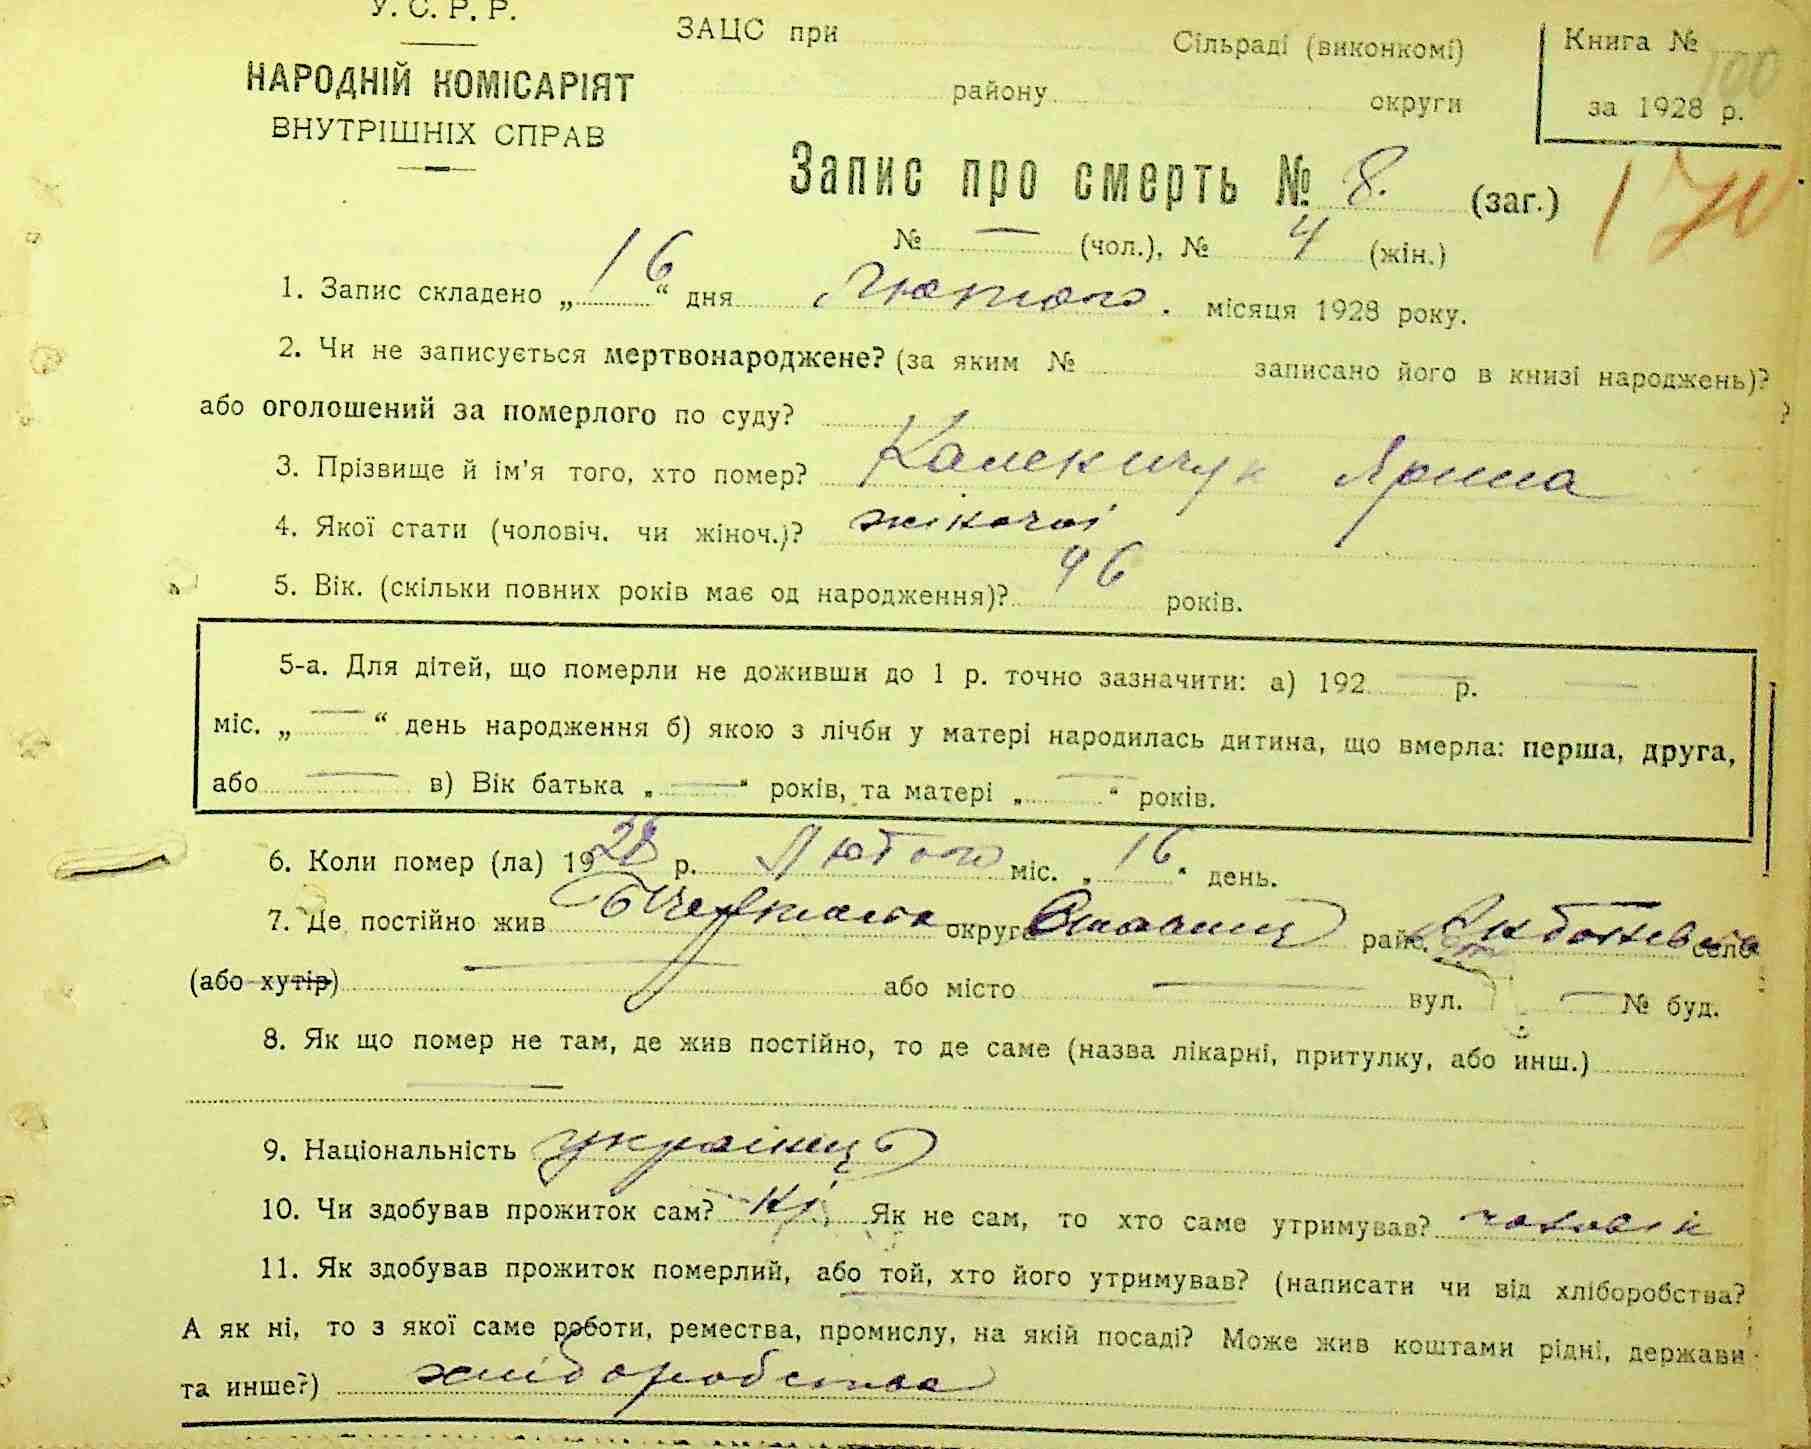 У. С. Р. Р.
НАРОДНІЙ КОМІСАРІЯТ
ВНУТРІШНІХ СПРАВ
ЗАЦС при Сільраді (виконкомі)
району округи
Книга № 100
за 1928 р.
Запис про смерть № 8. (заг.)
№ — (чол.), № 4 (жін.)
1. Запис складено „16“ дня Лютого. місяця 1928 року.
2. Чи не записується мертвонароджене? (за яким № записано його в книзі народжень)?
або оголошений за померлого по суду? ?
3. Прізвище й ім'я того, хто помер? Калекичук Ярина
4. Якої стати (чоловіч. чи жіноч.)? жіночої
5. Вік. (скільки повних років має од народження)? 46 років.
5-а. Для дітей, що померли не доживши до 1 р. точно зазначити: а) 192 — р. —
міс. „ — “ день народження б) якою з лічби у матері народилась дитина, що вмерла: перша, друга,
або — в) Вік батька „ — “ років, та матері „ — “ років.
6. Коли помер (ла) 1928 р. Лютого міс. „16“ день.
7. Де постійно жив округа район село
(або хутір) — або місто — вул. — № буд.
8. Як що помер не там, де жив постійно, то де саме (назва лікарні, притулку, або инш.)
—
9. Національність українець
10. Чи здобував прожиток сам? Ні Як не сам, то хто саме утримував? чоловік
11. Як здобував прожиток померлий, або той, хто його утримував? (написати чи від хліборобства?
А як ні, то з якої саме роботи, ремества, промислу, на якій посаді? Може жив коштами рідні, держави
та инше?) хліборобства